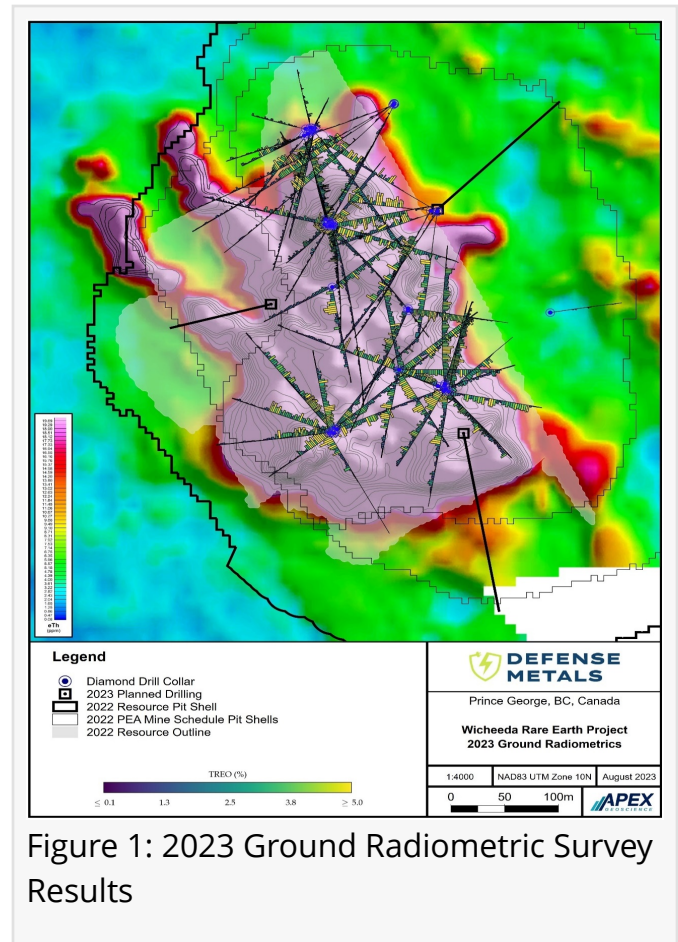 eTh
(ppm)
Legend
Diamond Drill Collar
2023 Planned Drilling
2022 Resource Pit Shell
2022 PEA Mine Schedule Pit Shells
2022 Resource Outline
TREO (%)
≤ 0.1 1.3 2.5 3.8 ≥ 5.0
DEFENSE
METALS
Prince George, BC, Canada
Wicheeda Rare Earth Project
2023 Ground Radiometrics
1:4000 NAD83 UTM Zone 10N August 2023
0 50 100m
APEX
GEOSCIENCE
Figure 1: 2023 Ground Radiometric Survey
Results